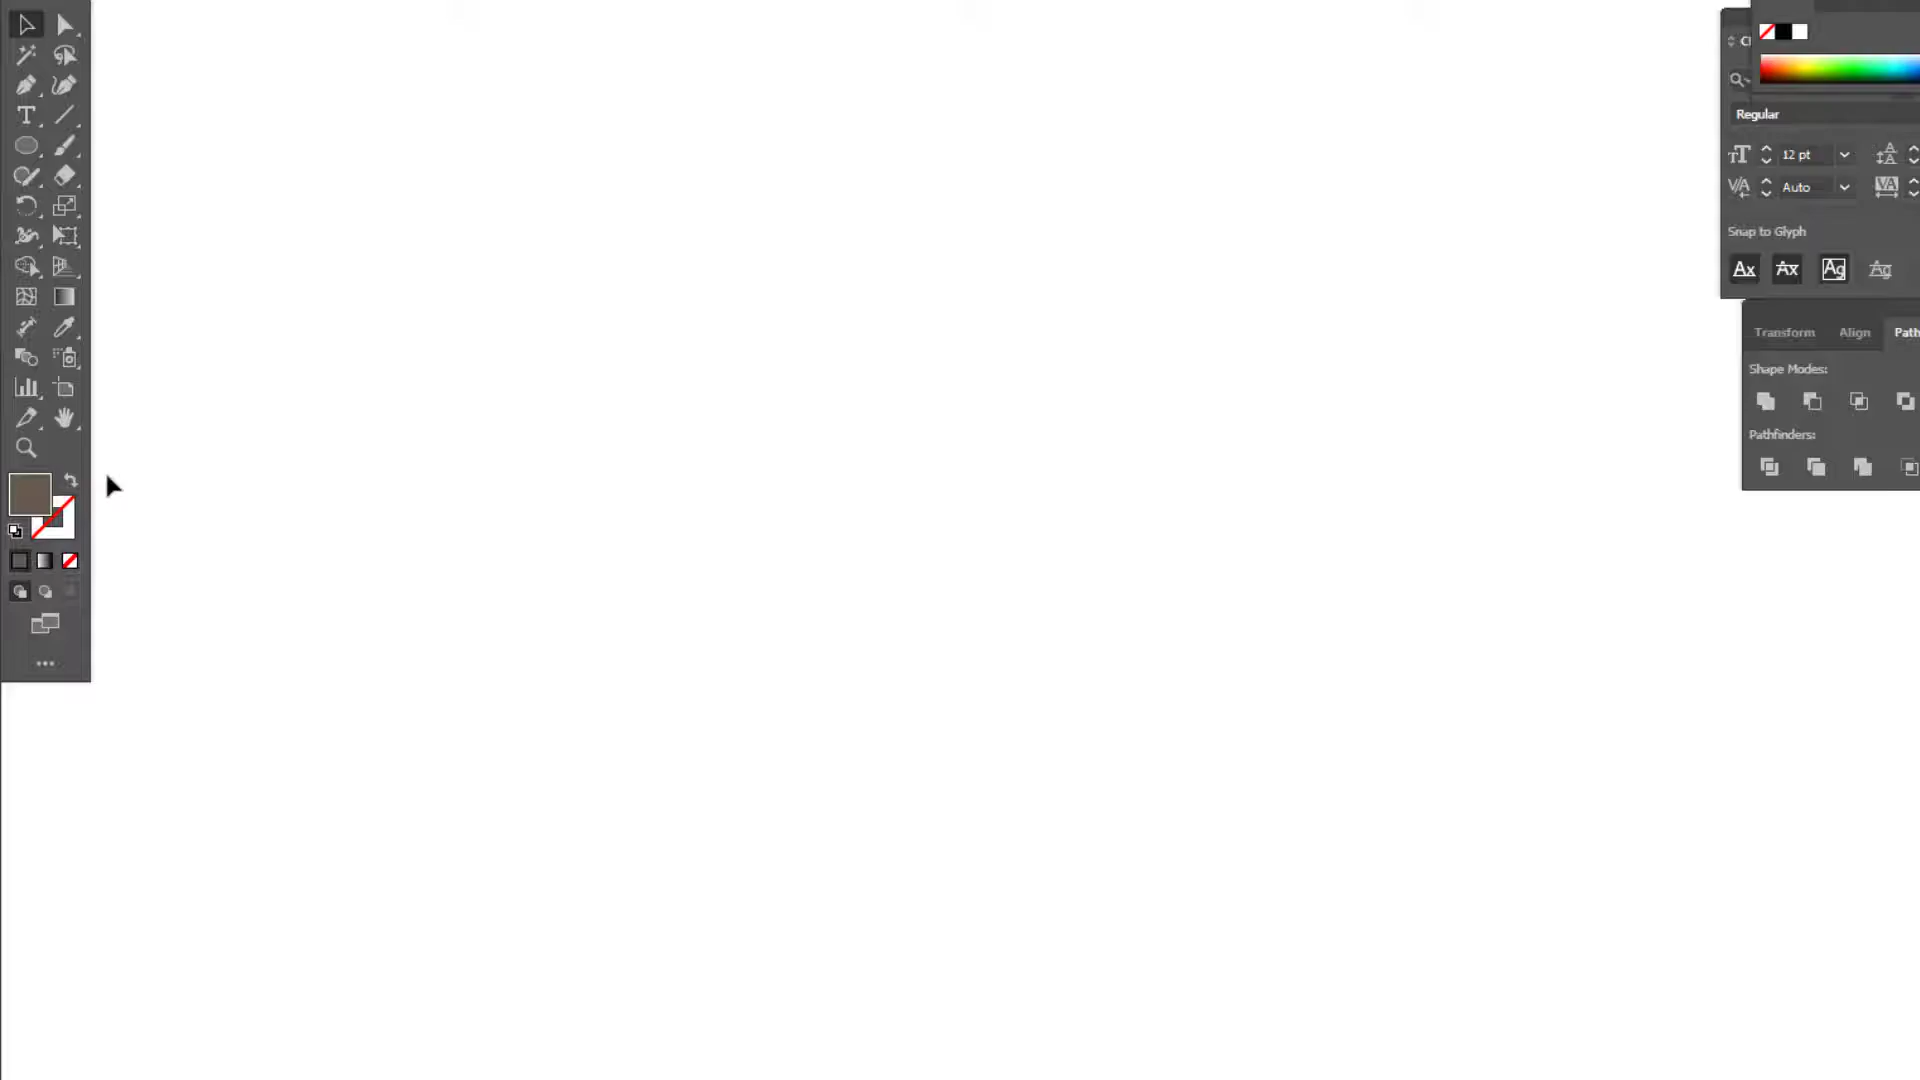 Regular
12 pt
Auto
Snap to Glyph
Ax Ax Ag Ag
Transform Align Path
Shape Modes:
Pathfinders: